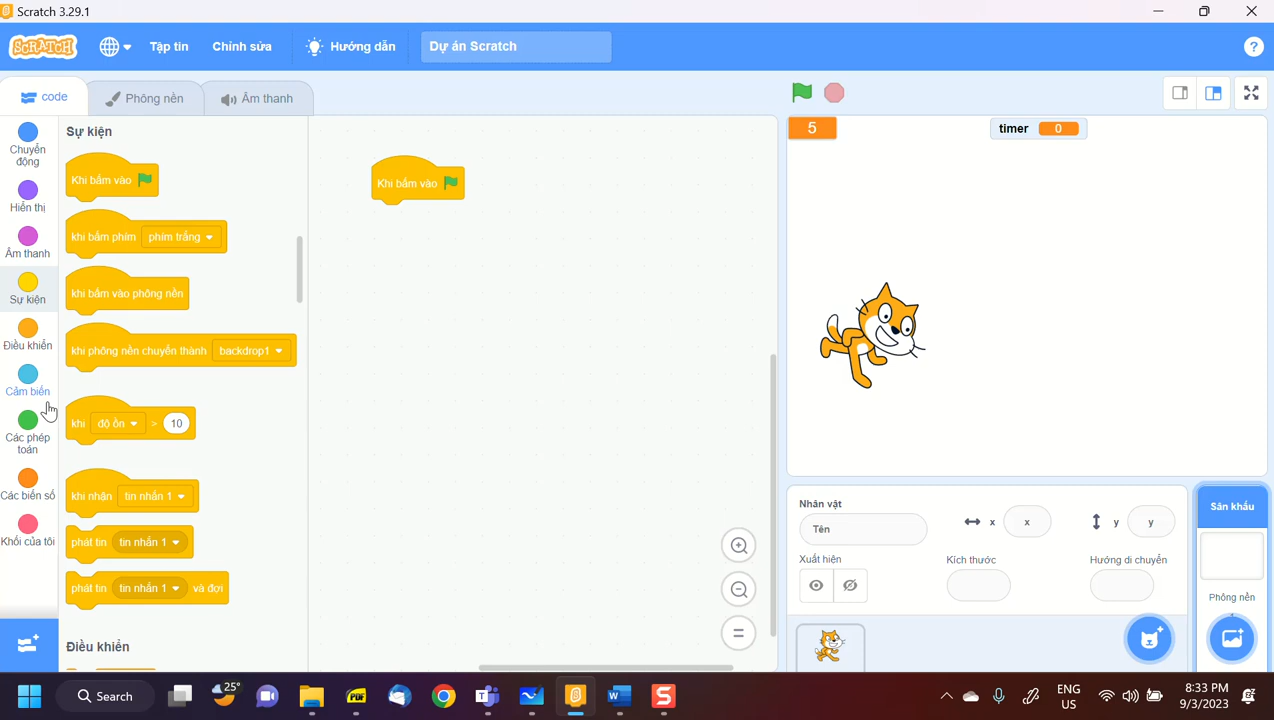 Scratch 3.29.1
SCRATCH
Tập tin
Chỉnh sửa
Hướng dẫn
Dự án Scratch
?
code
Phông nền
Âm thanh
Chuyển động
Hiển thị
Âm thanh
Sự kiện
Điều khiển
Cảm biến
Các phép toán
Các biến số
Khối của tôi
Sự kiện
Khi bấm vào
khi bấm phím phím trắng
khi bấm vào phông nền
khi phông nền chuyển thành backdrop1
khi độ ồn > 10
khi nhận tin nhắn 1
phát tin tin nhắn 1
phát tin tin nhắn 1 và đợi
Điều khiển
Khi bấm vào
5
timer 0
Nhân vật
Tên
x x
y y
Xuất hiện
Kích thước
Hướng di chuyển
Sân khấu
Phông nền
25°
PDF
Search
ENG
US
8:33 PM
9/3/2023